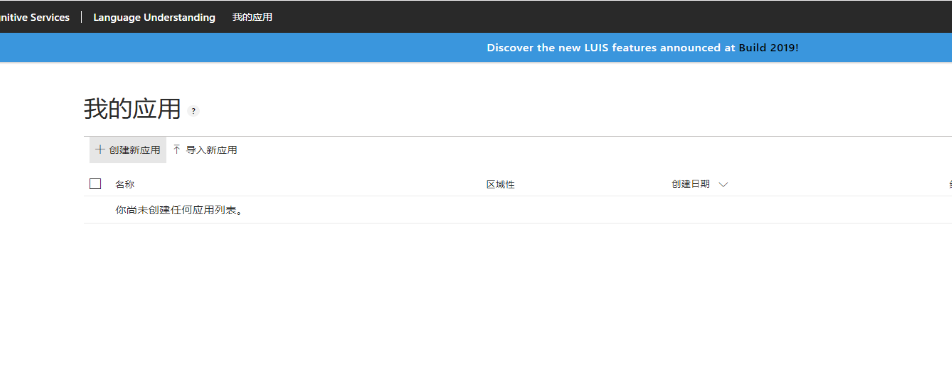 nitive Services Language Understanding 我的应用
Discover the new LUIS features announced at Build 2019!
我的应用 ?
创建新应用 导入新应用
名称 区域性 创建日期
你尚未创建任何应用列表。